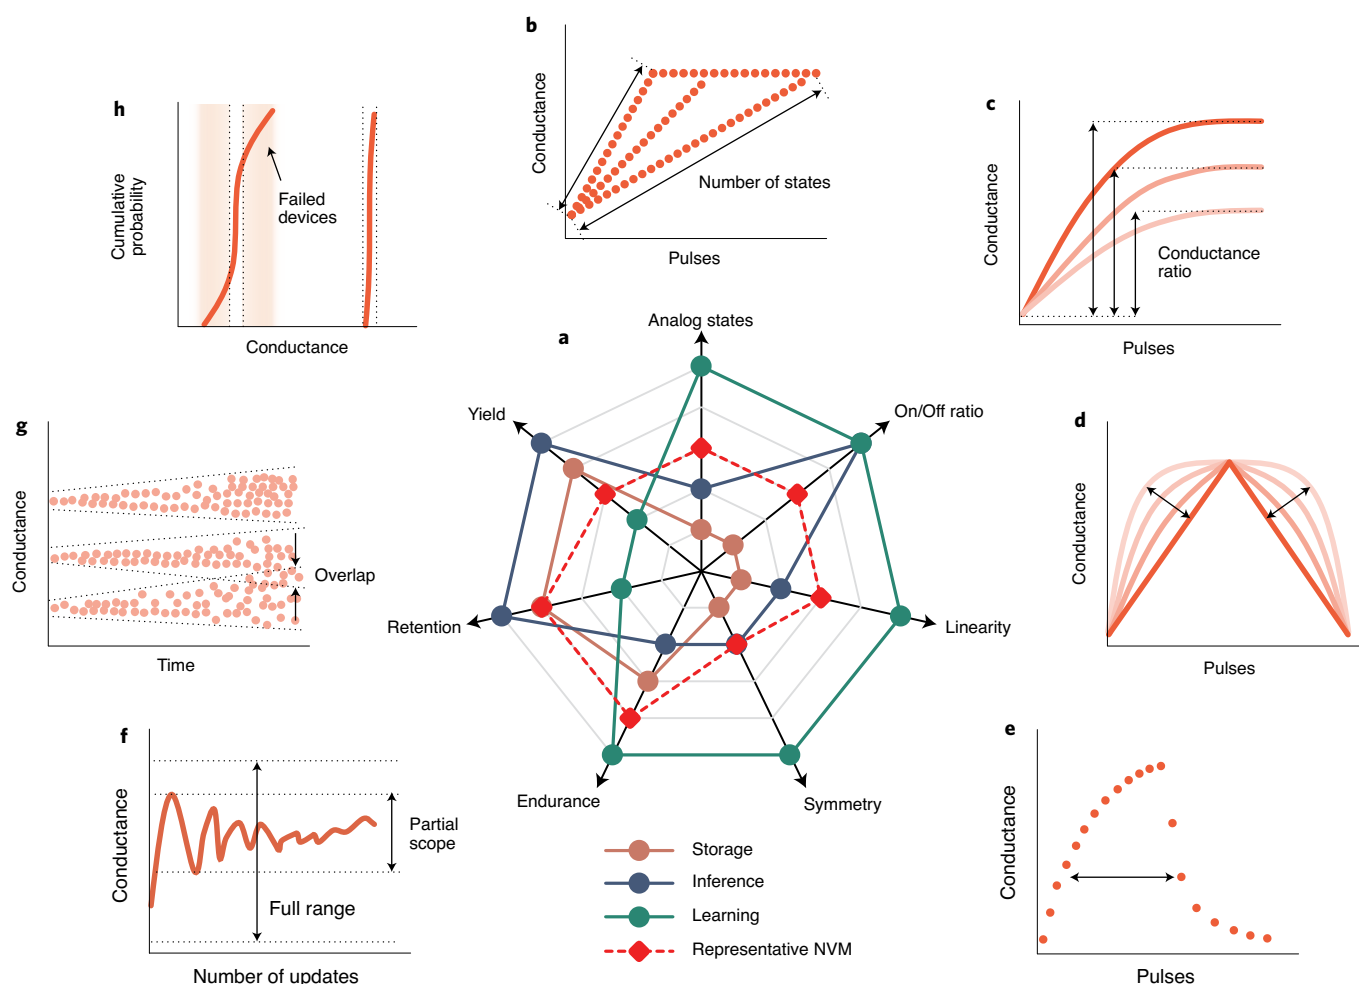 b
Conductance
Number of states
Pulses
h
Cumulative
probability
Failed
devices
Conductance
c
Conductance
Conductance
ratio
Pulses
a
Analog states
On/Off ratio
Linearity
Symmetry
Endurance
Retention
Yield
g
Conductance
Overlap
Time
d
Conductance
Pulses
f
Conductance
Partial
scope
Full range
Number of updates
e
Conductance
Pulses
Storage
Inference
Learning
Representative NVM